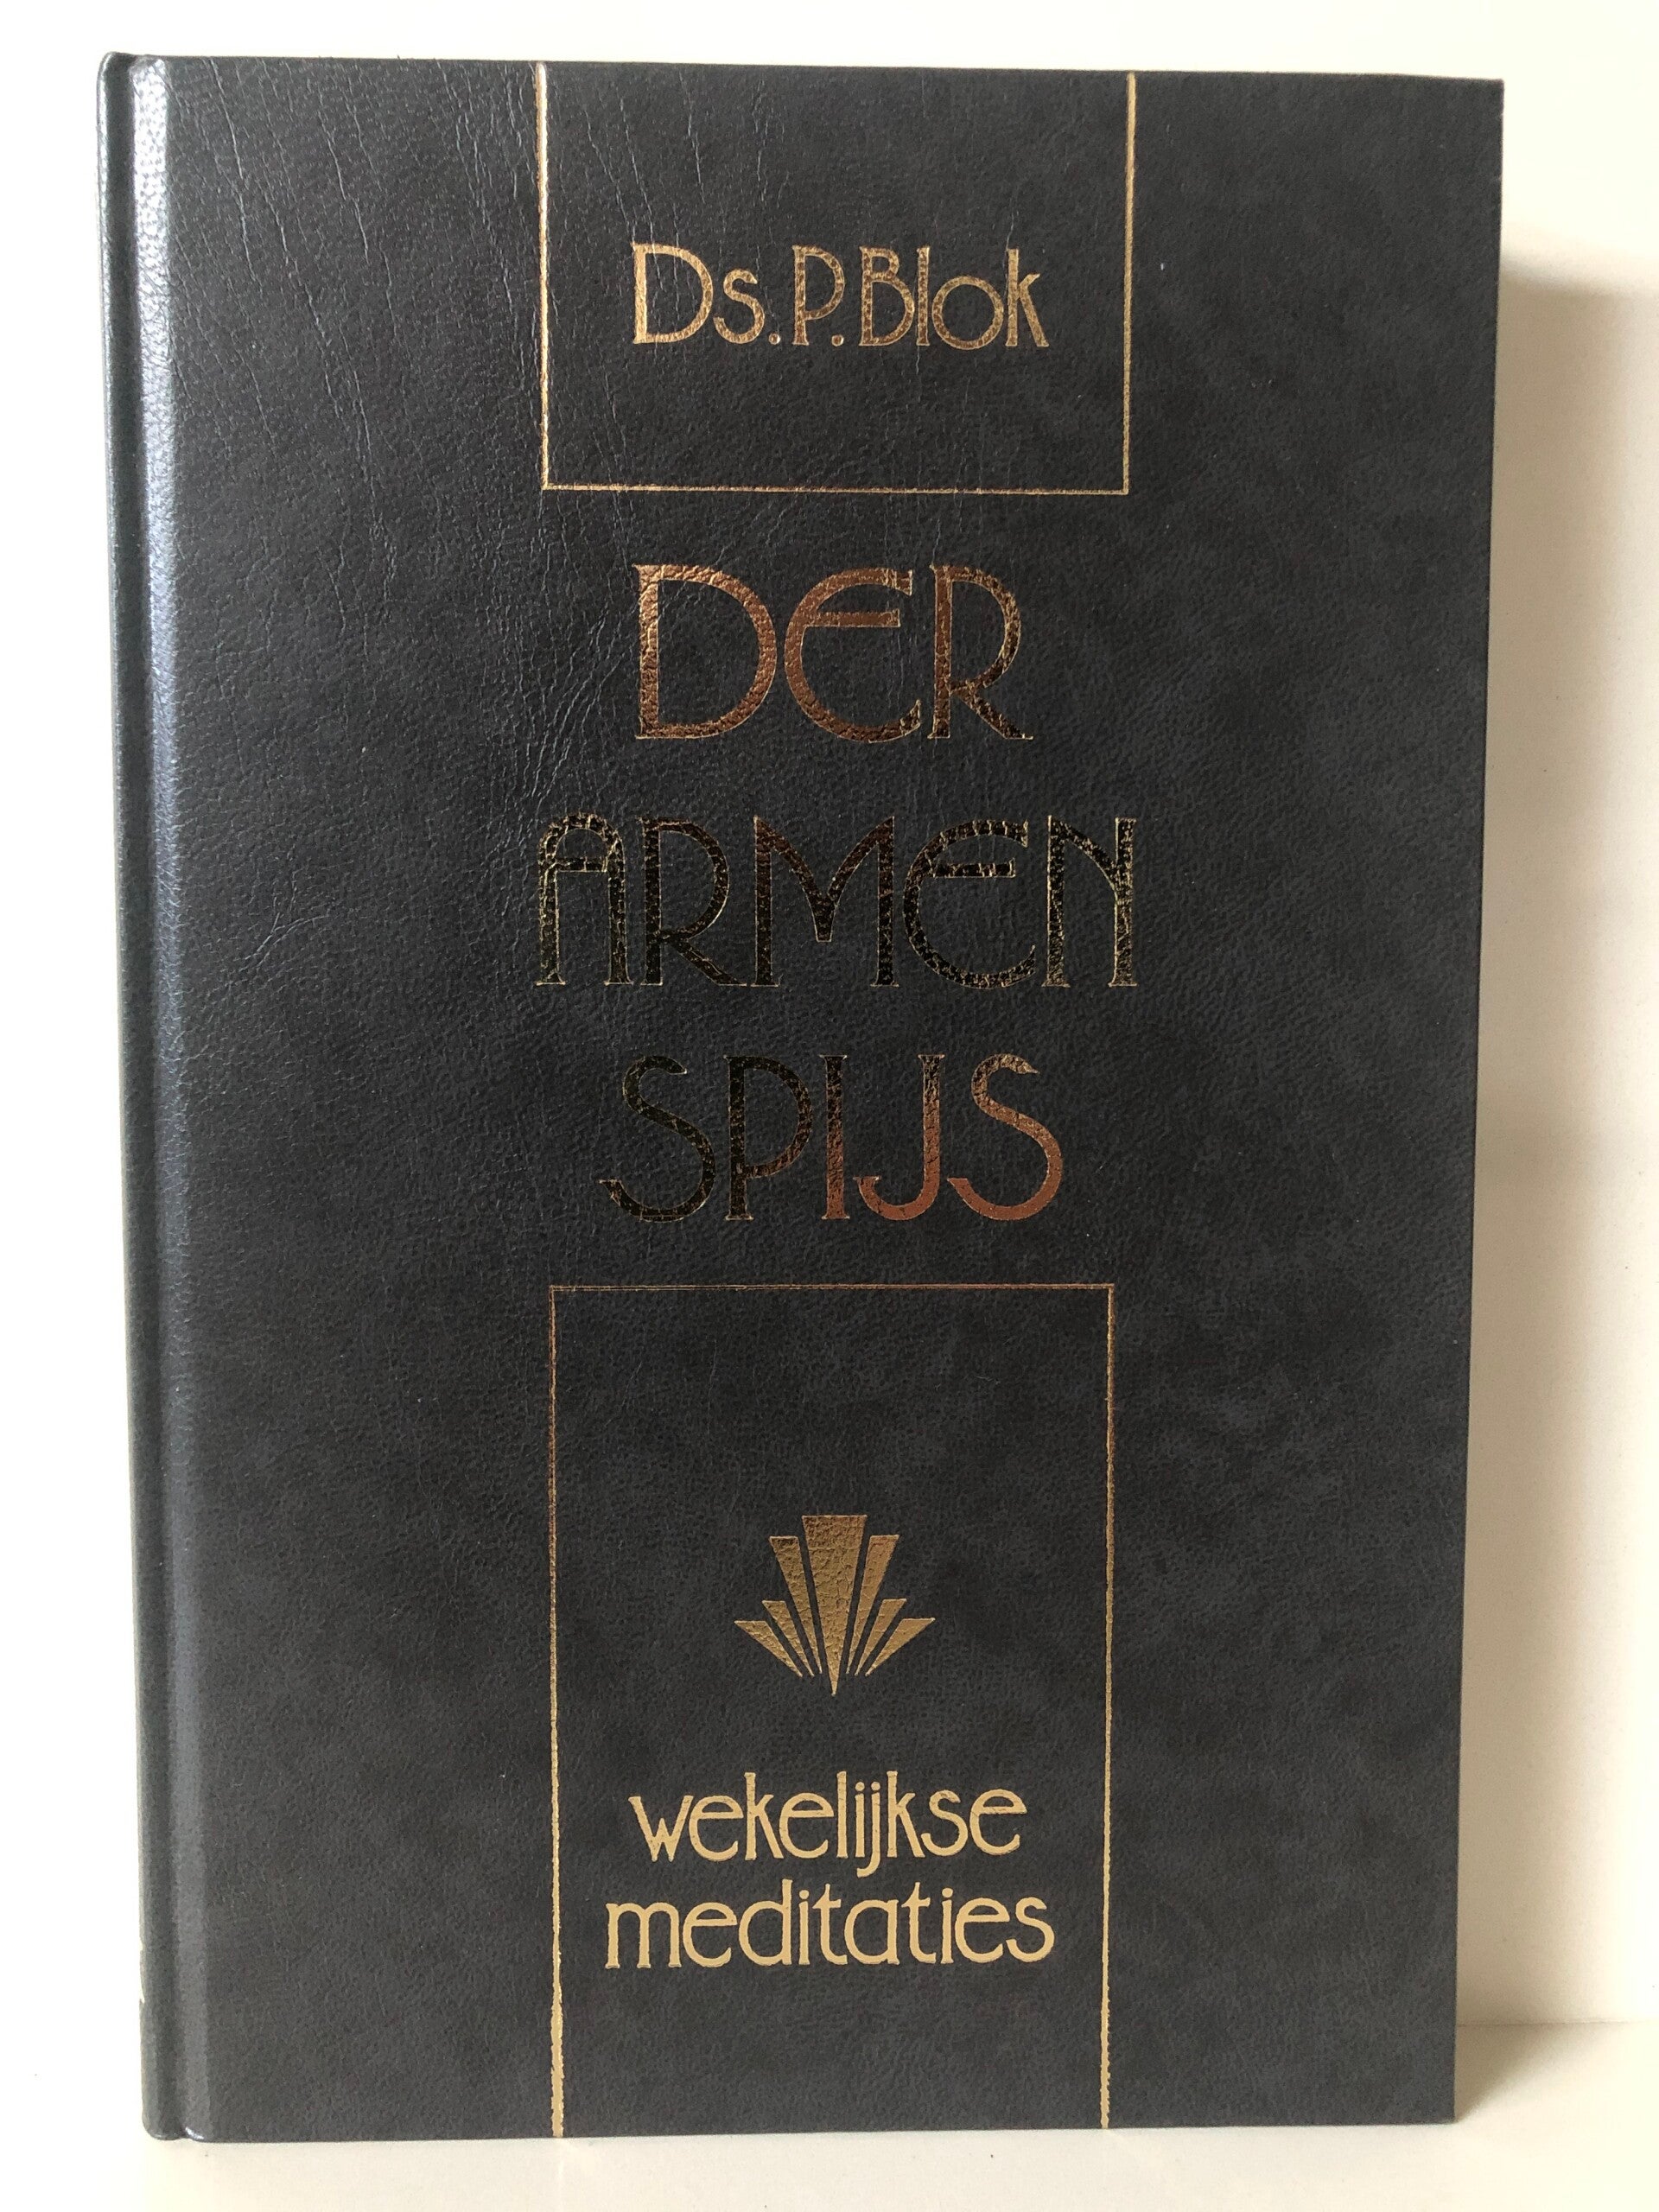 Ds. P. Blok
DER
ARMEN
SPIJS
wekelijkse
meditaties